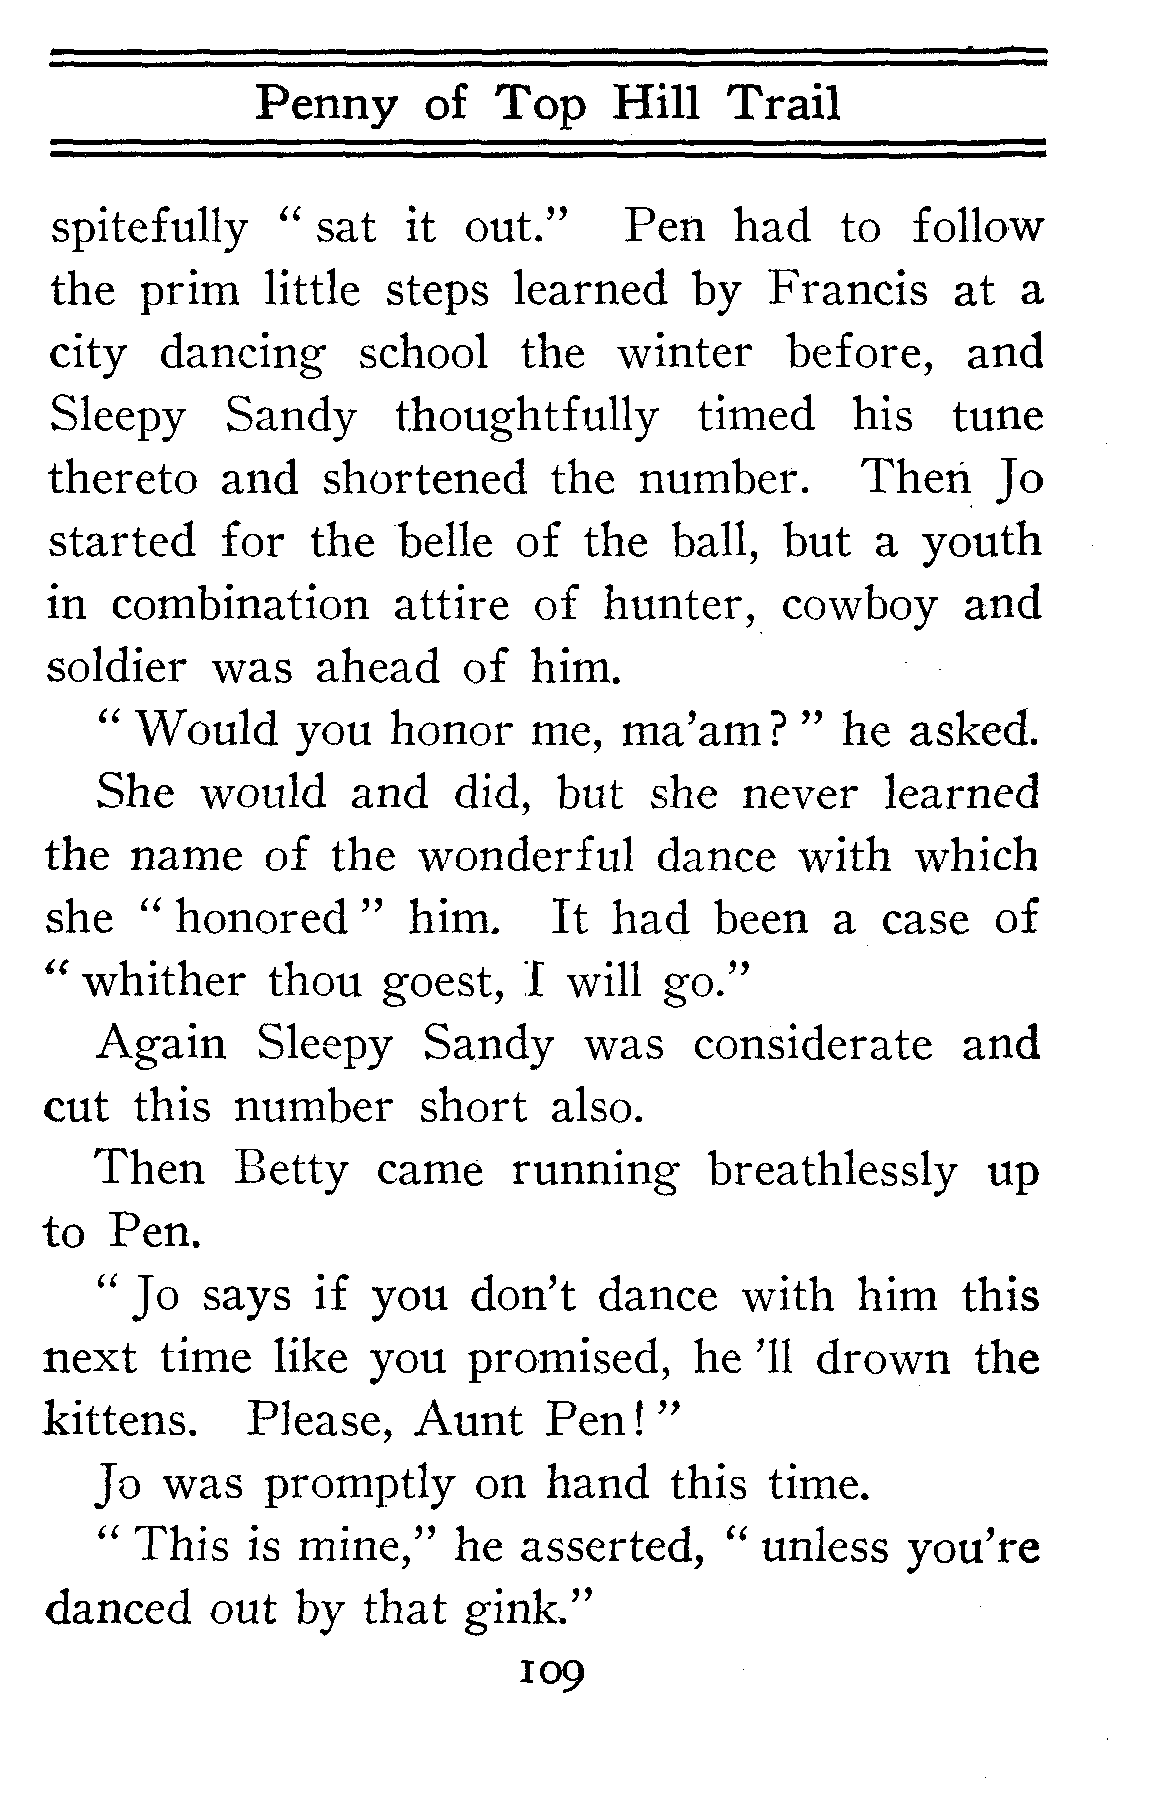 Penny of Top Hill Trail
spitefully " sat it out." Pen had to follow
the prim little steps learned by Francis at a
city dancing school the winter before, and
Sleepy Sandy thoughtfully timed his tune
thereto and shortened the number. Then Jo
started for the belle of the ball, but a youth
in combination attire of hunter, cowboy and
soldier was ahead of him.
" Would you honor me, ma'am? " he asked.
She would and did, but she never learned
the name of the wonderful dance with which
she " honored " him. It had been a case of
" whither thou goest, I will go."
Again Sleepy Sandy was considerate and
cut this number short also.
Then Betty came running breathlessly up
to Pen.
" Jo says if you don't dance with him this
next time like you promised, he 'll drown the
kittens. Please, Aunt Pen! "
Jo was promptly on hand this time.
" This is mine," he asserted, " unless you're
danced out by that gink."
109